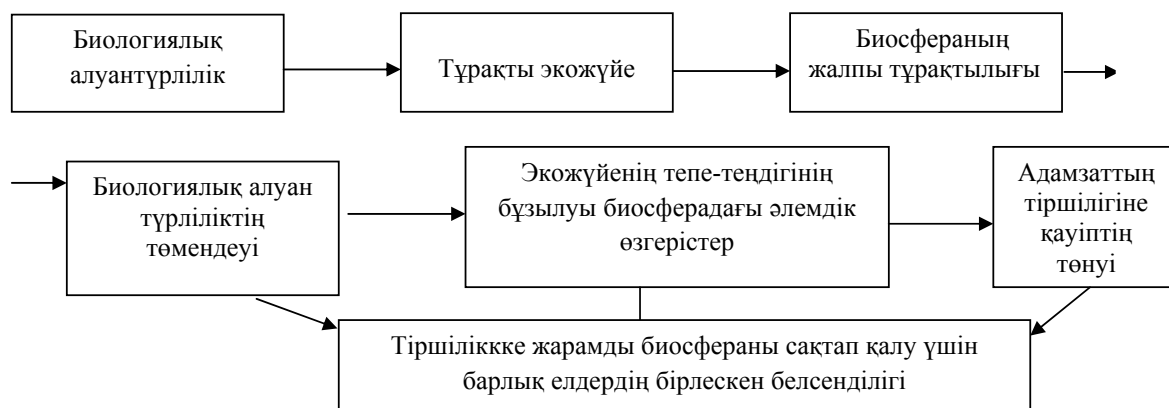 Биологиялық
алуантүрлілік
Тұрақты экожүйе
Биосфераның
жалпы тұрақтылығы
Биологиялық алуан
түрліліктің
төмендеуі
Экожүйенің тепе-теңдігінің
бұзылуы биосферадағы әлемдік
өзгерістер
Адамзаттың
тіршілігіне
қауіптің
төнуі
Тіршіліккке жарамды биосфераны сақтап қалу үшін
барлық елдердің бірлескен белсенділігі